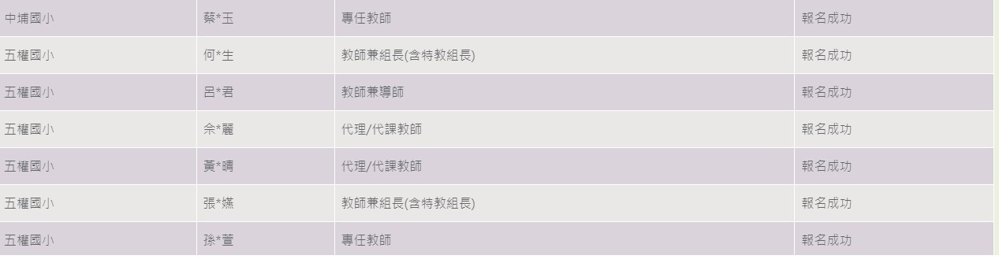 中埔國小 蔡*玉 專任教師 報名成功
五權國小 何*生 教師兼組長(含特教組長) 報名成功
五權國小 呂*君 教師兼導師 報名成功
五權國小 佘*麗 代理/代課教師 報名成功
五權國小 黃*晴 代理/代課教師 報名成功
五權國小 張*嬿 教師兼組長(含特教組長) 報名成功
五權國小 孫*萱 專任教師 報名成功